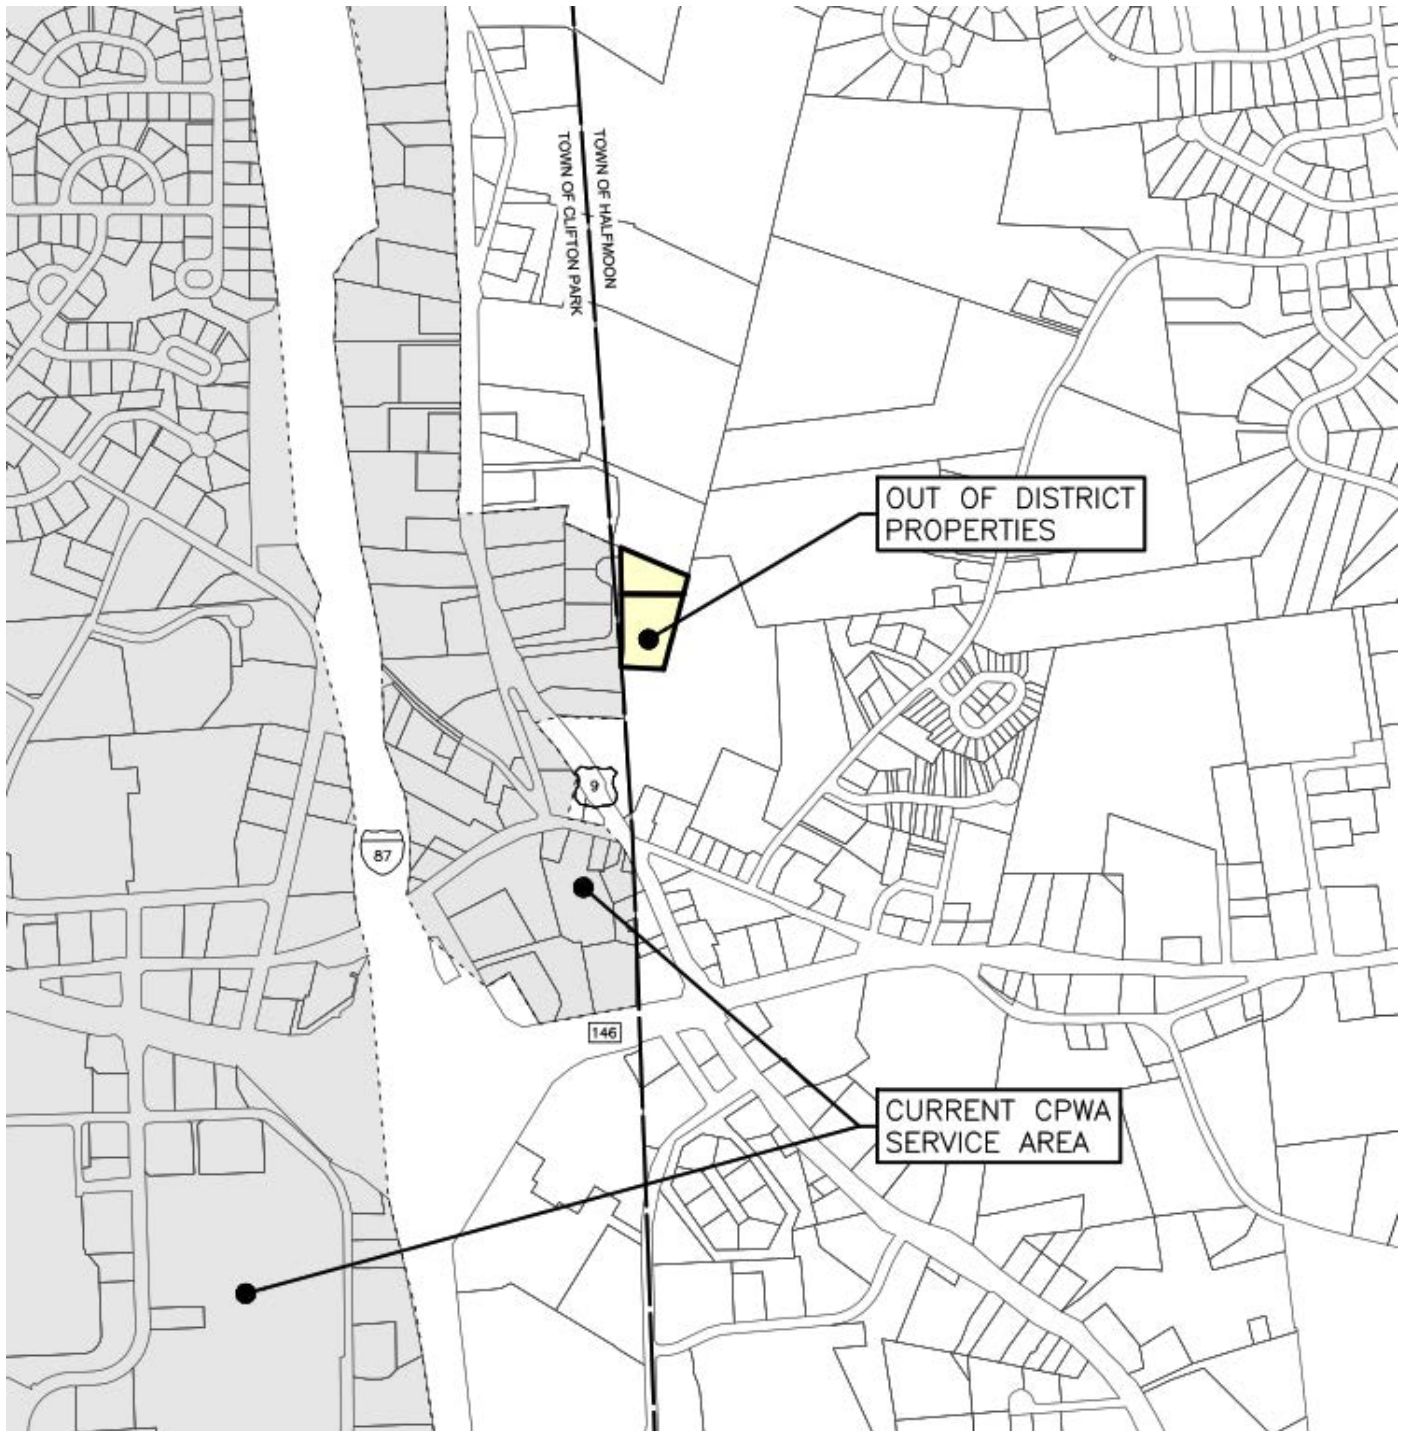 TOWN OF HALFMOON
TOWN OF CLIFTON PARK
OUT OF DISTRICT
PROPERTIES
9
87
146
CURRENT CPWA
SERVICE AREA